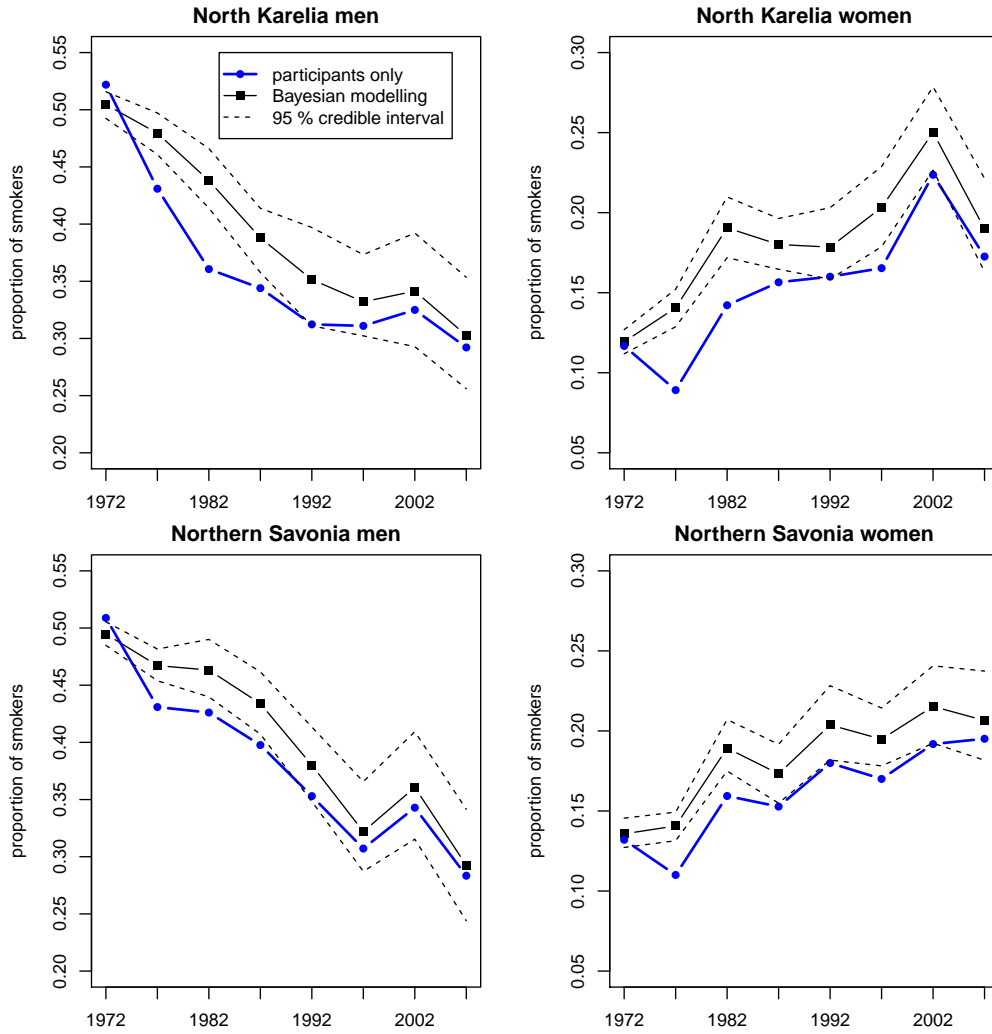 North Karelia men
proportion of smokers
0.20 0.25 0.30 0.35 0.40 0.45 0.50 0.55
participants only
Bayesian modelling
95 % credible interval
1972 1982 1992 2002
North Karelia women
proportion of smokers
0.05 0.10 0.15 0.20 0.25 0.30
1972 1982 1992 2002
Northern Savonia men
proportion of smokers
0.20 0.25 0.30 0.35 0.40 0.45 0.50 0.55
1972 1982 1992 2002
Northern Savonia women
proportion of smokers
0.05 0.10 0.15 0.20 0.25 0.30
1972 1982 1992 2002